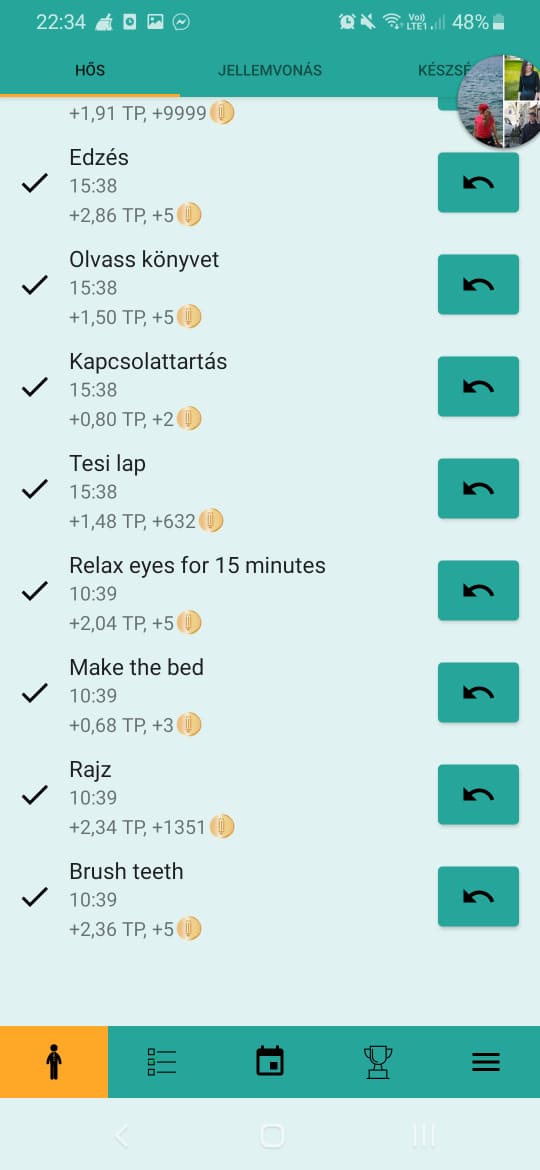 22:34
Vo))
LTE1
48%
HŐS
JELLEMVONÁS
KÉSZSÉ
+1,91 TP, +9999
Edzés
15:38
+2,86 TP, +5
Olvass könyvet
15:38
+1,50 TP, +5
Kapcsolattartás
15:38
+0,80 TP, +2
Tesi lap
15:38
+1,48 TP, +632
Relax eyes for 15 minutes
10:39
+2,04 TP, +5
Make the bed
10:39
+0,68 TP, +3
Rajz
10:39
+2,34 TP, +1351
Brush teeth
10:39
+2,36 TP, +5